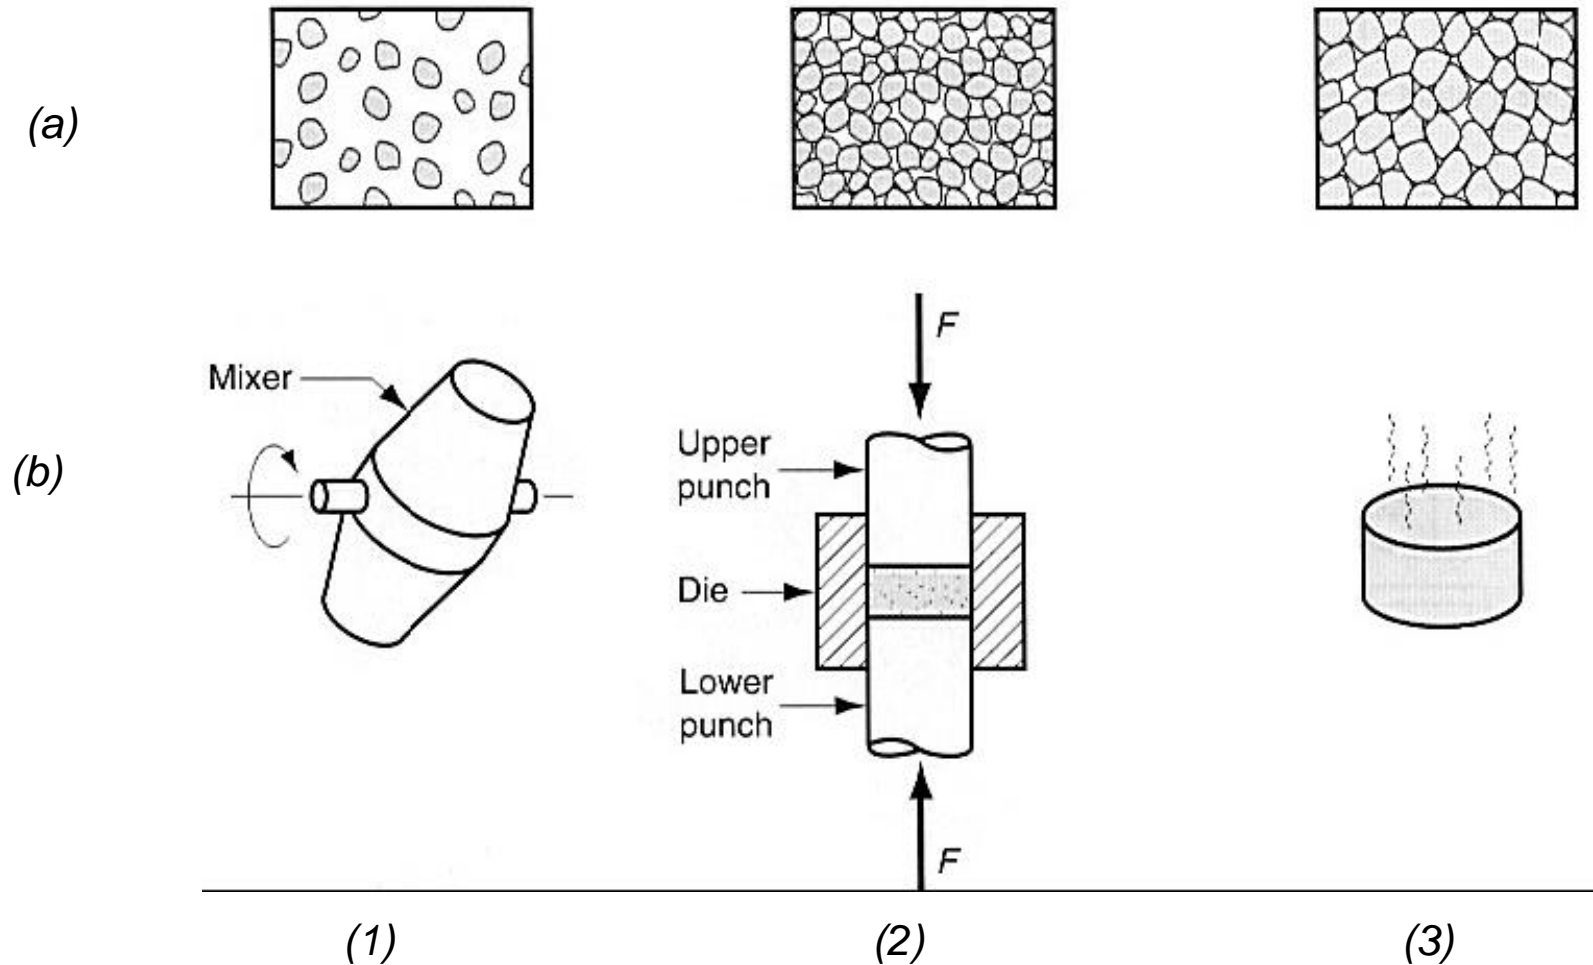 (a)
F
Mixer
Upper
punch
(b)
Die
Lower
punch
F
(1) (2) (3)